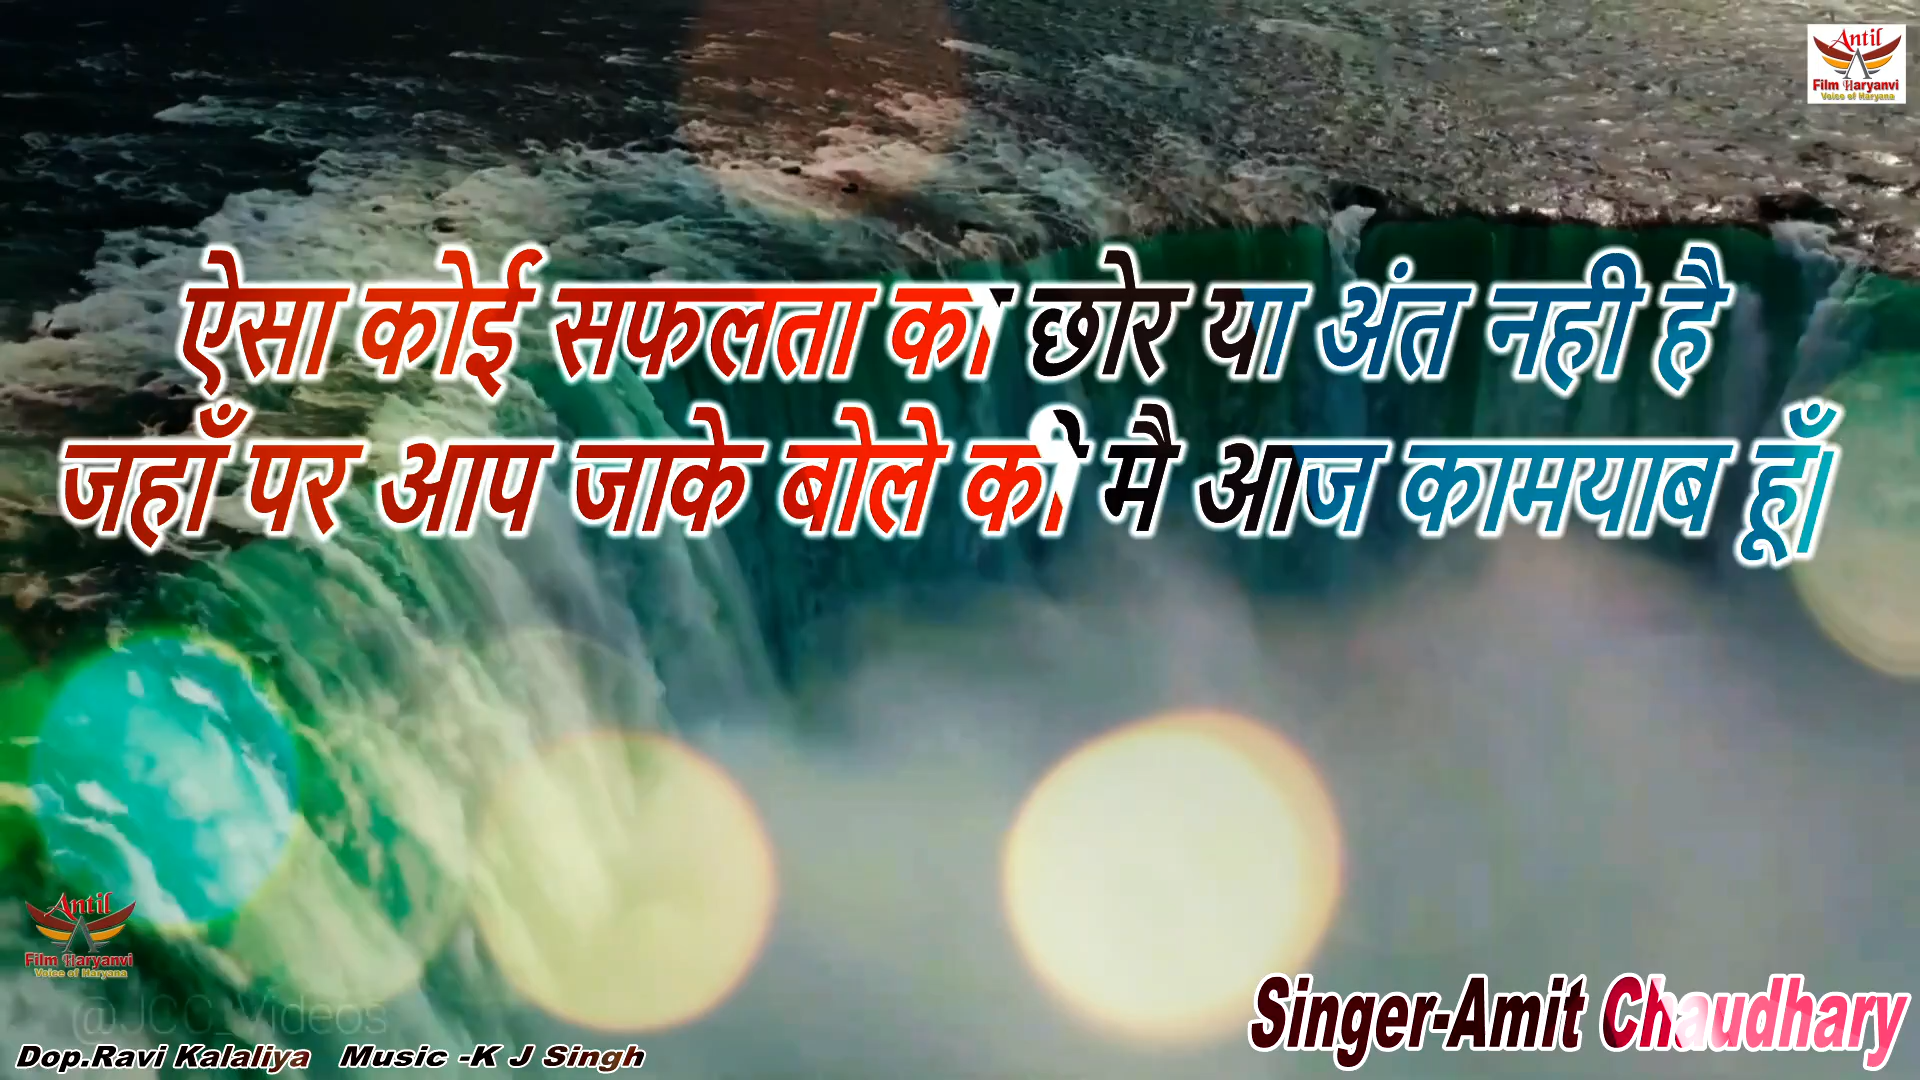 Antil
Film Haryanvi
Voice of Haryana
ऐसा कोई सफलता का छोर या अंत नही है
जहाँ पर आप जाके बोले की मै आज कामयाब हूँ|
Antil
Film Haryanvi
Voice of Haryana
@JCC_Videos
Singer-Amit Chaudhary
Dop.Ravi Kalaliya Music -K J Singh